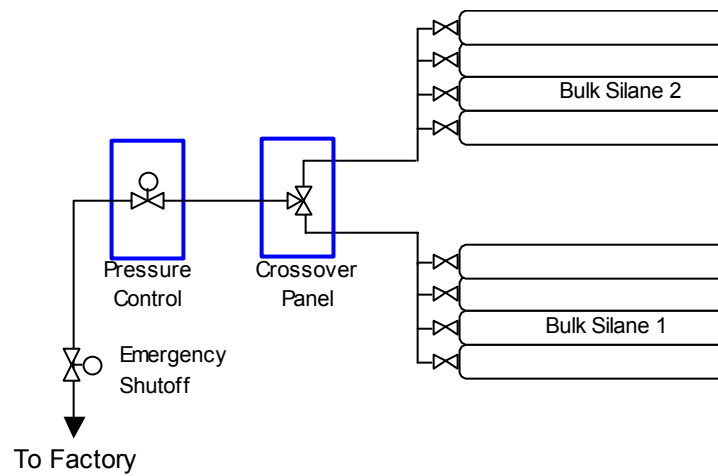 Bulk Silane 2
Pressure
Control
Crossover
Panel
Bulk Silane 1
Emergency
Shutoff
To Factory